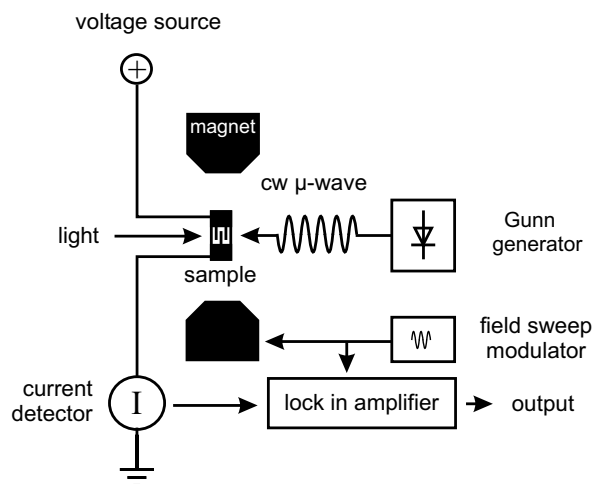 voltage source
+
magnet
cw µ-wave
light
Gunn
generator
sample
field sweep
modulator
current
detector
I
lock in amplifier
output